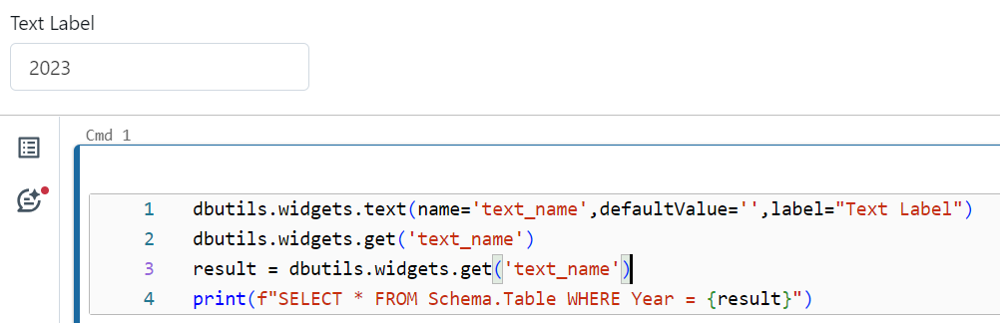 Text Label
2023
Cmd 1
1 dbutils.widgets.text(name='text_name',defaultValue='',label="Text Label")
2 dbutils.widgets.get('text_name')
3 result = dbutils.widgets.get('text_name')
4 print(f"SELECT * FROM Schema.Table WHERE Year = {result}")